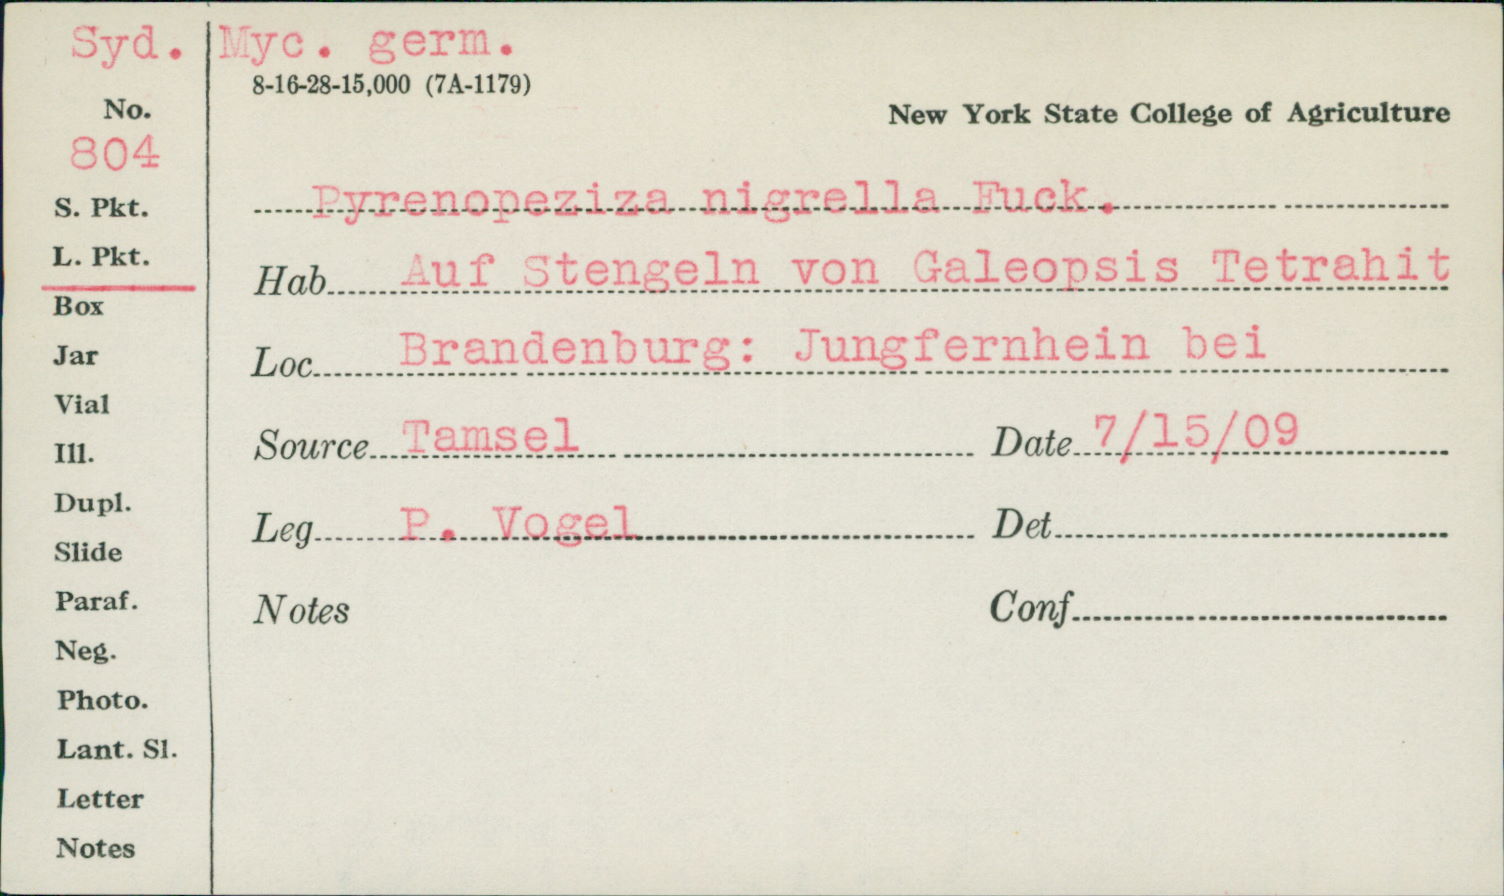 Syd. Myc. germ.
8-16-28-15,000 (7A-1179)
No.
New York State College of Agriculture
804
S. Pkt.
Pyrenopeziza nigrella Fuck.
L. Pkt.
Hab. Auf Stengeln von Galeopsis Tetrahit
Box
Jar
Loc. Brandenburg: Jungfernhein bei
Vial
Ill.
Source Tamsel Date 7/15/09
Dupl.
Leg. P. Vogel Det.
Slide
Paraf.
Notes Conf.
Neg.
Photo.
Lant. Sl.
Letter
Notes